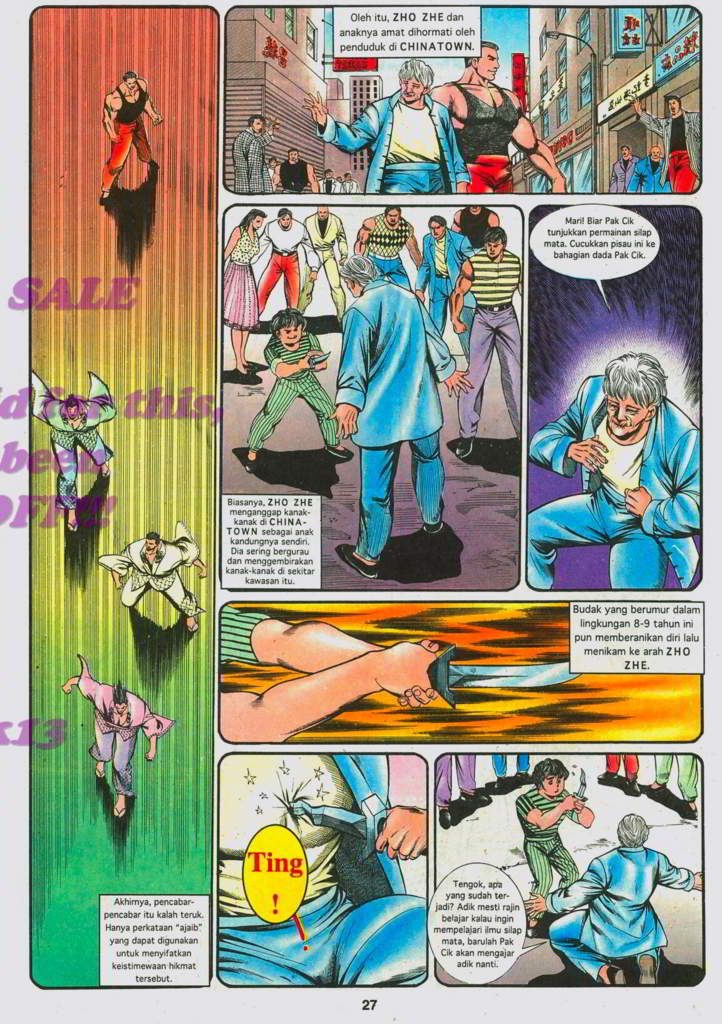 SALE
d for this,
been
OFF!!!
x13
Akhirnya, pencabar-
pencabar itu kalah teruk.
Hanya perkataan "ajaib"
yang dapat digunakan
untuk menyifatkan
keistimewaan hikmat
tersebut.
Oleh itu, ZHO ZHE dan
anaknya amat dihormati oleh
penduduk di CHINATOWN.
Biasanya, ZHO ZHE
menganggap kanak-
kanak di CHINA-
TOWN sebagai anak
kandungnya sendiri.
Dia sering bergurau
dan menggembirakan
kanak-kanak di sekitar
kawasan itu.
Mari! Biar Pak Cik
tunjukkan permainan silap
mata. Cucukkan pisau ini ke
bahagian dada Pak Cik.
Budak yang berumur dalam
lingkungan 8-9 tahun ini
pun memberanikan diri lalu
menikam ke arah ZHO
ZHE.
Ting
!
Tengok, apa
yang sudah ter-
jadi? Adik mesti rajin
belajar kalau ingin
mempelajari ilmu silap
mata, barulah Pak
Cik akan mengajar
adik nanti.
27